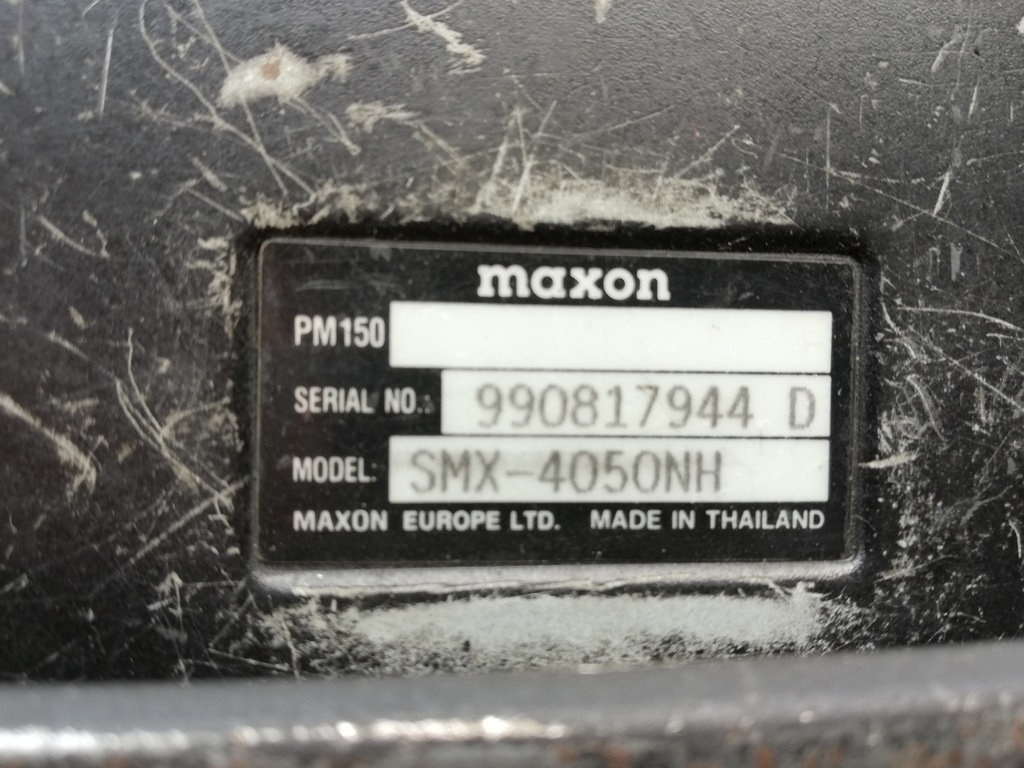 maxon
PM150
SERIAL NO.: 990817944 D
MODEL: SMX-4050NH
MAXON EUROPE LTD. MADE IN THAILAND